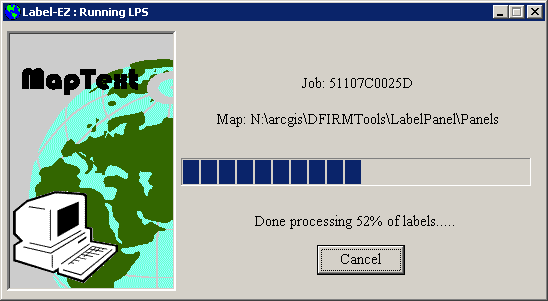 Label-EZ : Running LPS
MapText
Job: 51107C0025D
Map: N:\arcgis\DFIRMTools\LabelPanel\Panels
Done processing 52% of labels.....
Cancel